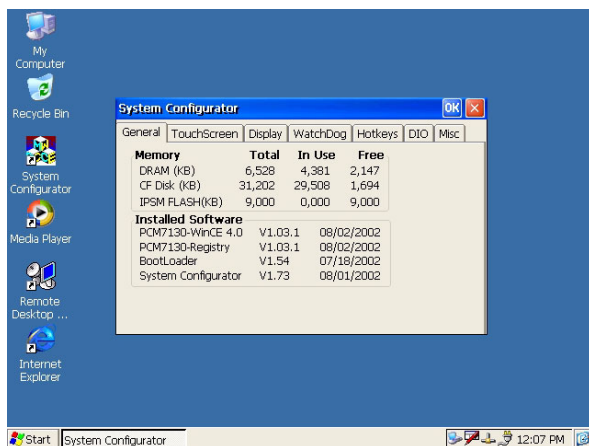 My
Computer
Recycle Bin
System
Configurator
Media Player
Remote
Desktop ...
Internet
Explorer
System Configurator OK
General TouchScreen Display WatchDog Hotkeys DIO Misc
Memory Total In Use Free
DRAM (KB) 6,528 4,381 2,147
CF Disk (KB) 31,202 29,508 1,694
IPSM FLASH(KB) 9,000 0,000 9,000
Installed Software
PCM7130-WinCE 4.0 V1.03.1 08/02/2002
PCM7130-Registry V1.03.1 08/02/2002
BootLoader V1.54 07/18/2002
System Configurator V1.73 08/01/2002
Start System Configurator 12:07 PM